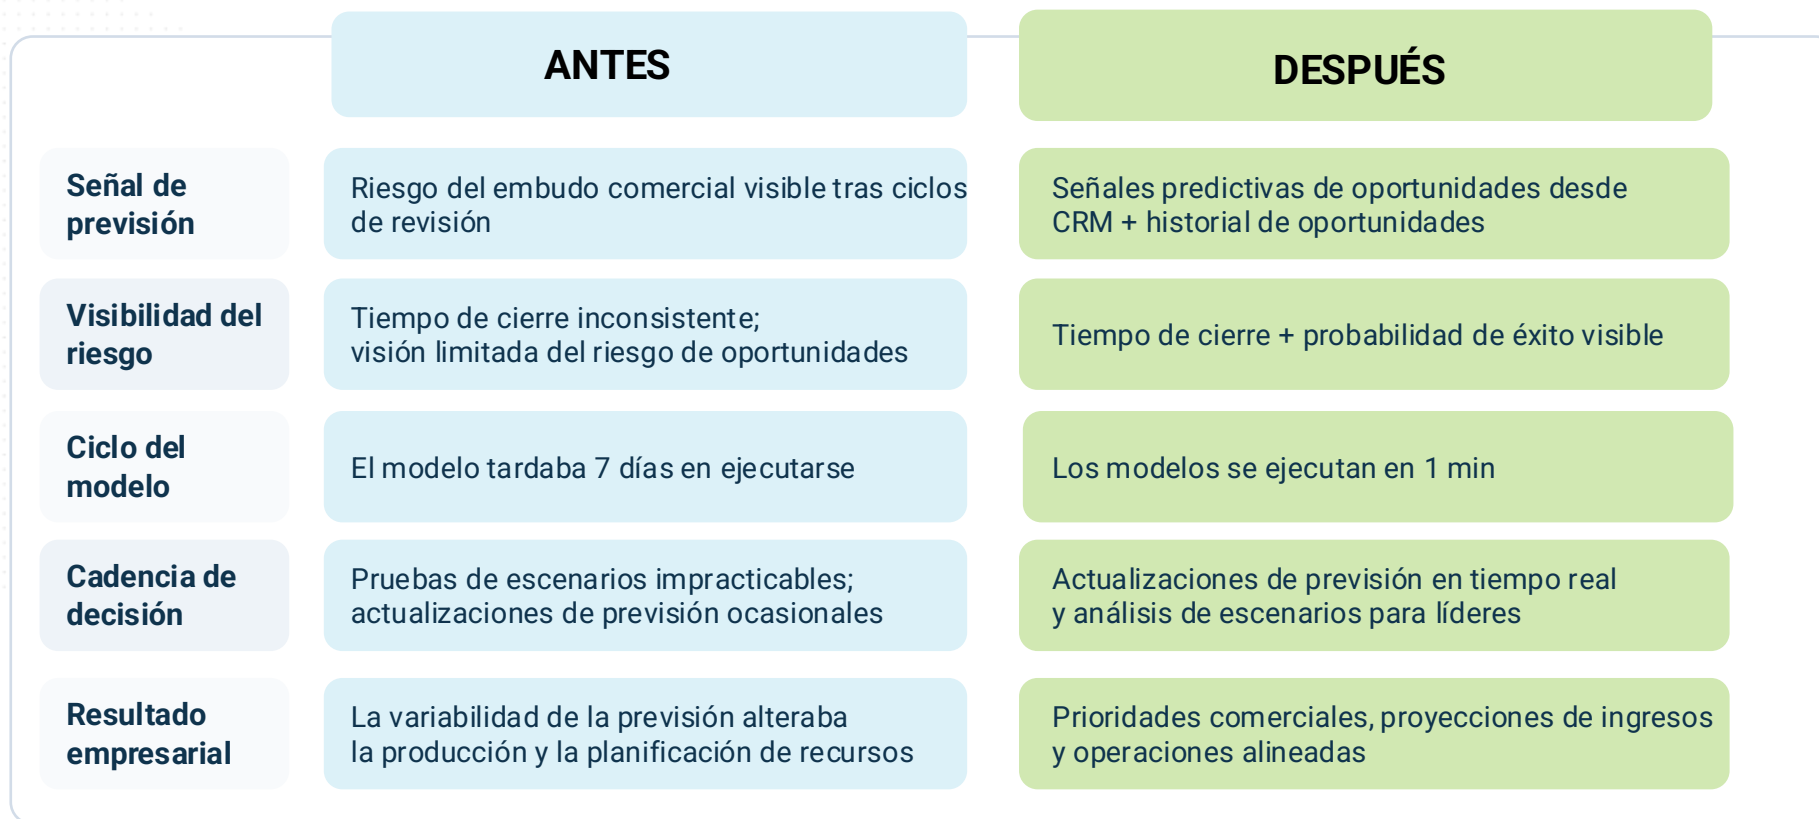 ANTES
DESPUÉS
Señal de
previsión
Riesgo del embudo comercial visible tras ciclos
de revisión
Señales predictivas de oportunidades desde
CRM + historial de oportunidades
Visibilidad del
riesgo
Tiempo de cierre inconsistente;
visión limitada del riesgo de oportunidades
Tiempo de cierre + probabilidad de éxito visible
Ciclo del
modelo
El modelo tardaba 7 días en ejecutarse
Los modelos se ejecutan en 1 min
Cadencia de
decisión
Pruebas de escenarios impracticables;
actualizaciones de previsión ocasionales
Actualizaciones de previsión en tiempo real
y análisis de escenarios para líderes
Resultado
empresarial
La variabilidad de la previsión alteraba
la producción y la planificación de recursos
Prioridades comerciales, proyecciones de ingresos
y operaciones alineadas